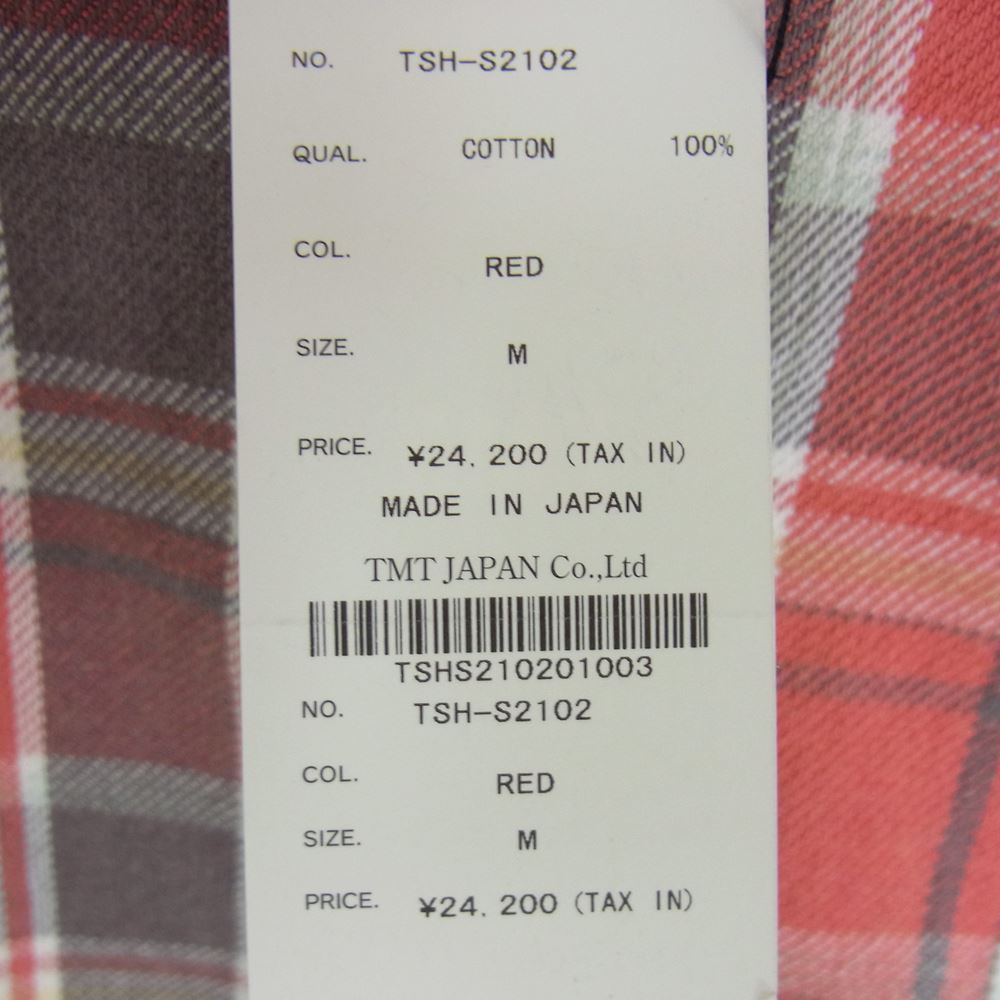 NO. TSH-S2102
QUAL. COTTON 100%
COL. RED
SIZE. M
PRICE. ¥24,200 (TAX IN)
MADE IN JAPAN
TMT JAPAN Co.,Ltd
TSHS210201003
NO. TSH-S2102
COL. RED
SIZE. M
PRICE. ¥24,200 (TAX IN)